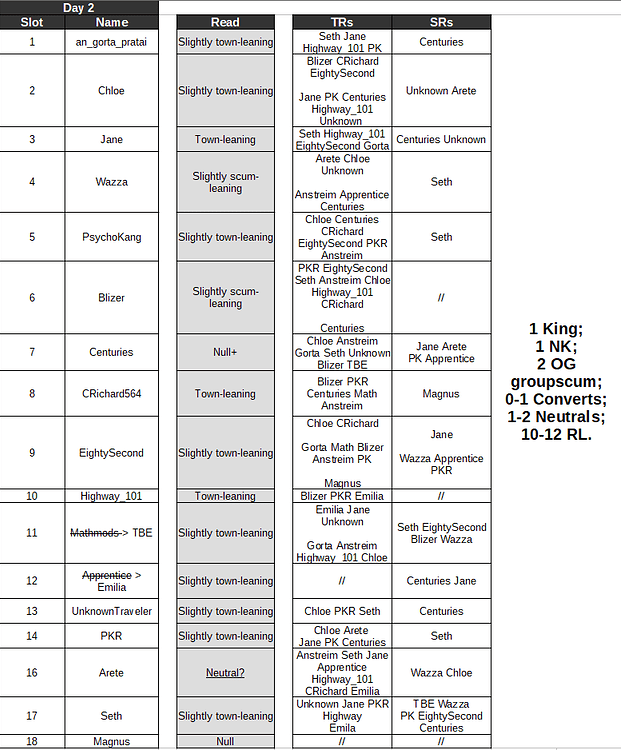 Day 2
Slot Name Read TRs SRs
1 an_gorta_pratai Slightly town-leaning Seth Jane Highway_101 PK Centuries
2 Chloe Slightly town-leaning Blizer CRichard EightySecond Jane PK Centuries Highway_101 Unknown Unknown Arete
3 Jane Town-leaning Seth Highway_101 EightySecond Gorta Centuries Unknown
4 Wazza Slightly scum-leaning Arete Chloe Unknown Anstreim Apprentice Centuries Seth
5 PsychoKang Slightly town-leaning Chloe Centuries CRichard EightySecond PKR Anstreim Seth
6 Blizer Slightly scum-leaning PKR EightySecond Seth Anstreim Chloe Highway_101 CRichard Centuries //
7 Centuries Null+ Chloe Anstreim Gorta Seth Unknown Blizer TBE Jane Arete PK Apprentice
8 CRichard564 Town-leaning Blizer PKR Centuries Math Anstreim Magnus
9 EightySecond Slightly town-leaning Chloe CRichard Gorta Math Blizer Anstreim PK Magnus Jane Wazza Apprentice PKR
10 Highway_101 Town-leaning Blizer PKR Emilia //
11 Mathmods -> TBE Slightly town-leaning Emilia Jane Unknown Gorta Anstreim Highway_101 Chloe Seth EightySecond Blizer Wazza
12 Apprentice > Emilia Slightly town-leaning // Centuries Jane
13 UnknownTraveler Slightly town-leaning Chloe PKR Seth Centuries
14 PKR Slightly town-leaning Chloe Arete Jane PK Centuries Seth
16 Arete Neutral? Anstreim Seth Jane Apprentice Highway_101 CRichard Emilia Wazza Chloe
17 Seth Slightly town-leaning Unknown Jane PKR Highway Emila TBE Wazza PK EightySecond Centuries
18 Magnus Null // //
1 King;
1 NK;
2 OG
groupscum;
0-1 Converts;
1-2 Neutrals;
10-12 RL.